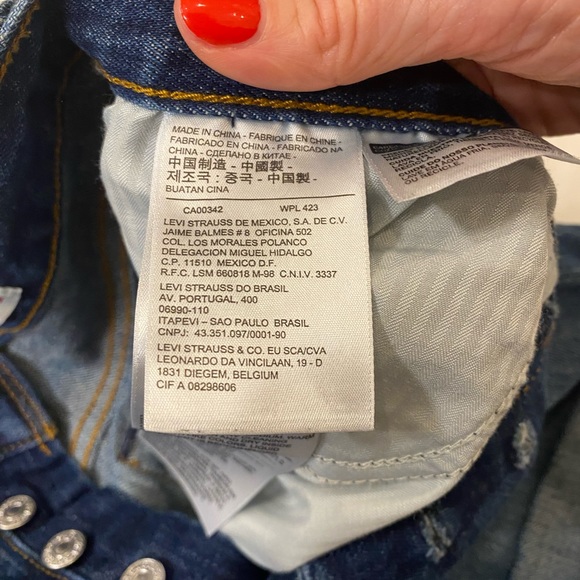 MADE IN CHINA - FABRIQUE EN CHINE -
FABRICADO EN CHINA - FABRICADO NA
CHINA - СДЕЛАНО В КИТАЕ -
中国制造 - 中國製造 -
제조국 : 중국 - 中国製 -
BUATAN CINA
CA00342 WPL 423
LEVI STRAUSS DE MEXICO, S.A. DE C.V.
JAIME BALMES # 8 OFICINA 502
COL. LOS MORALES POLANCO
DELEGACION MIGUEL HIDALGO
C.P. 11510 MEXICO D.F.
R.F.C. LSM 660818 M-98 C.N.I.V. 3337
LEVI STRAUSS DO BRASIL
AV. PORTUGAL, 400
06990-110
ITAPEVI – SAO PAULO BRASIL
CNPJ: 43.351.097/0001-90
LEVI STRAUSS & CO. EU SCA/CVA
LEONARDO DA VINCILAAN, 19 - D
1831 DIEGEM, BELGIUM
CIF A 08298606